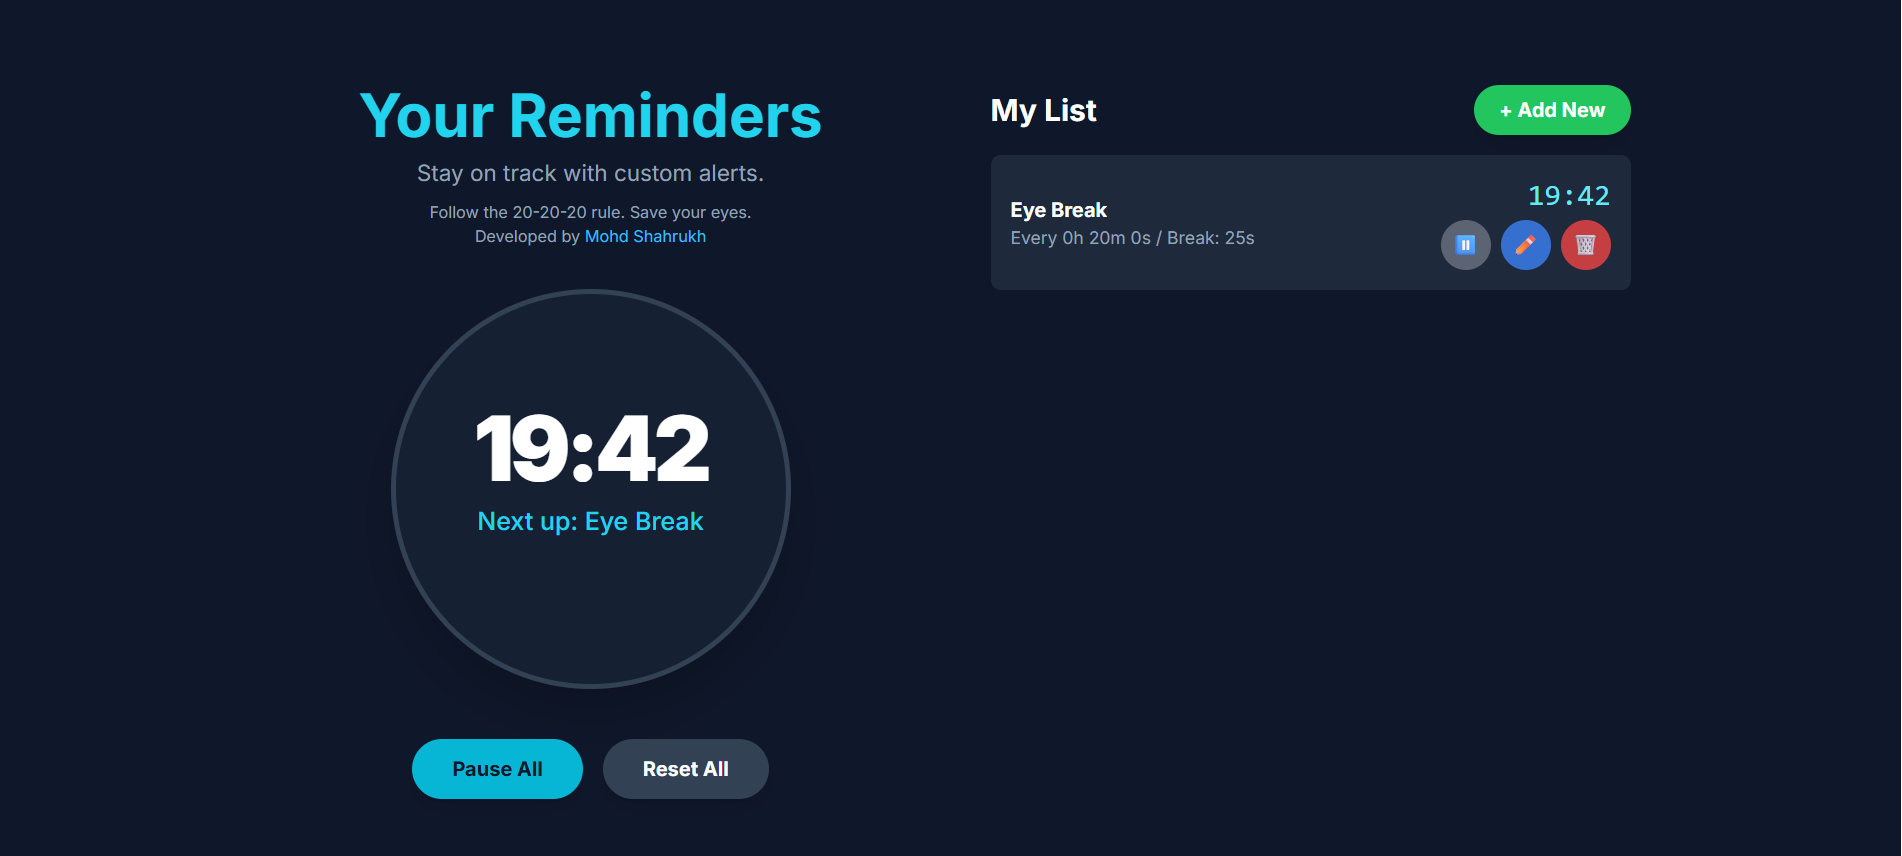 Your Reminders
Stay on track with custom alerts.
Follow the 20-20-20 rule. Save your eyes.
Developed by Mohd Shahrukh
19:42
Next up: Eye Break
Pause All
Reset All
My List
+ Add New
Eye Break
Every 0h 20m 0s / Break: 25s
19:42